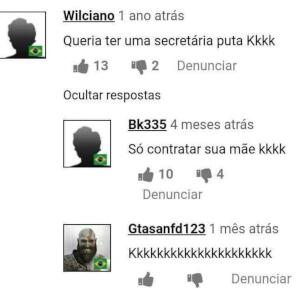 Wilciano 1 ano atrás
Queria ter uma secretária puta Kkkk
13 2 Denunciar
Ocultar respostas
Bk335 4 meses atrás
Só contratar sua mãe kkkk
10 4
Denunciar
Gtasanfd123 1 mês atrás
Kkkkkkkkkkkkkkkkkkkkk
Denunciar